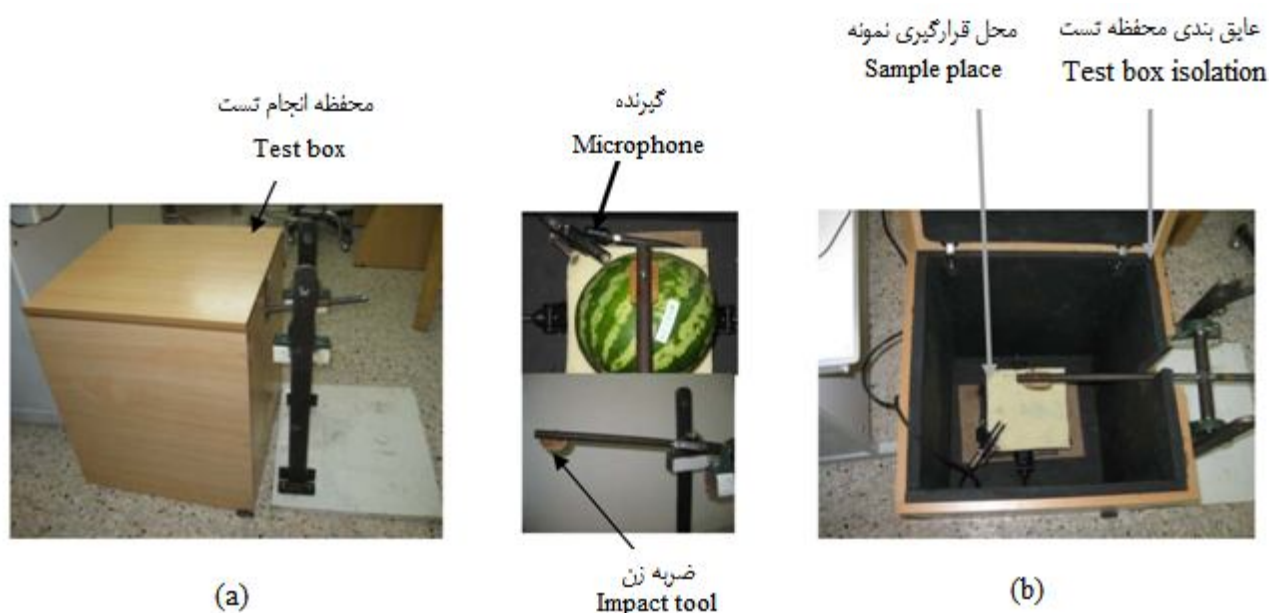 محفظه انجام تست
Test box
(a)
گیرنده
Microphone
ضربه زن
Impact tool
محل قرارگیری نمونه
Sample place
عایق بندی محفظه تست
Test box isolation
(b)